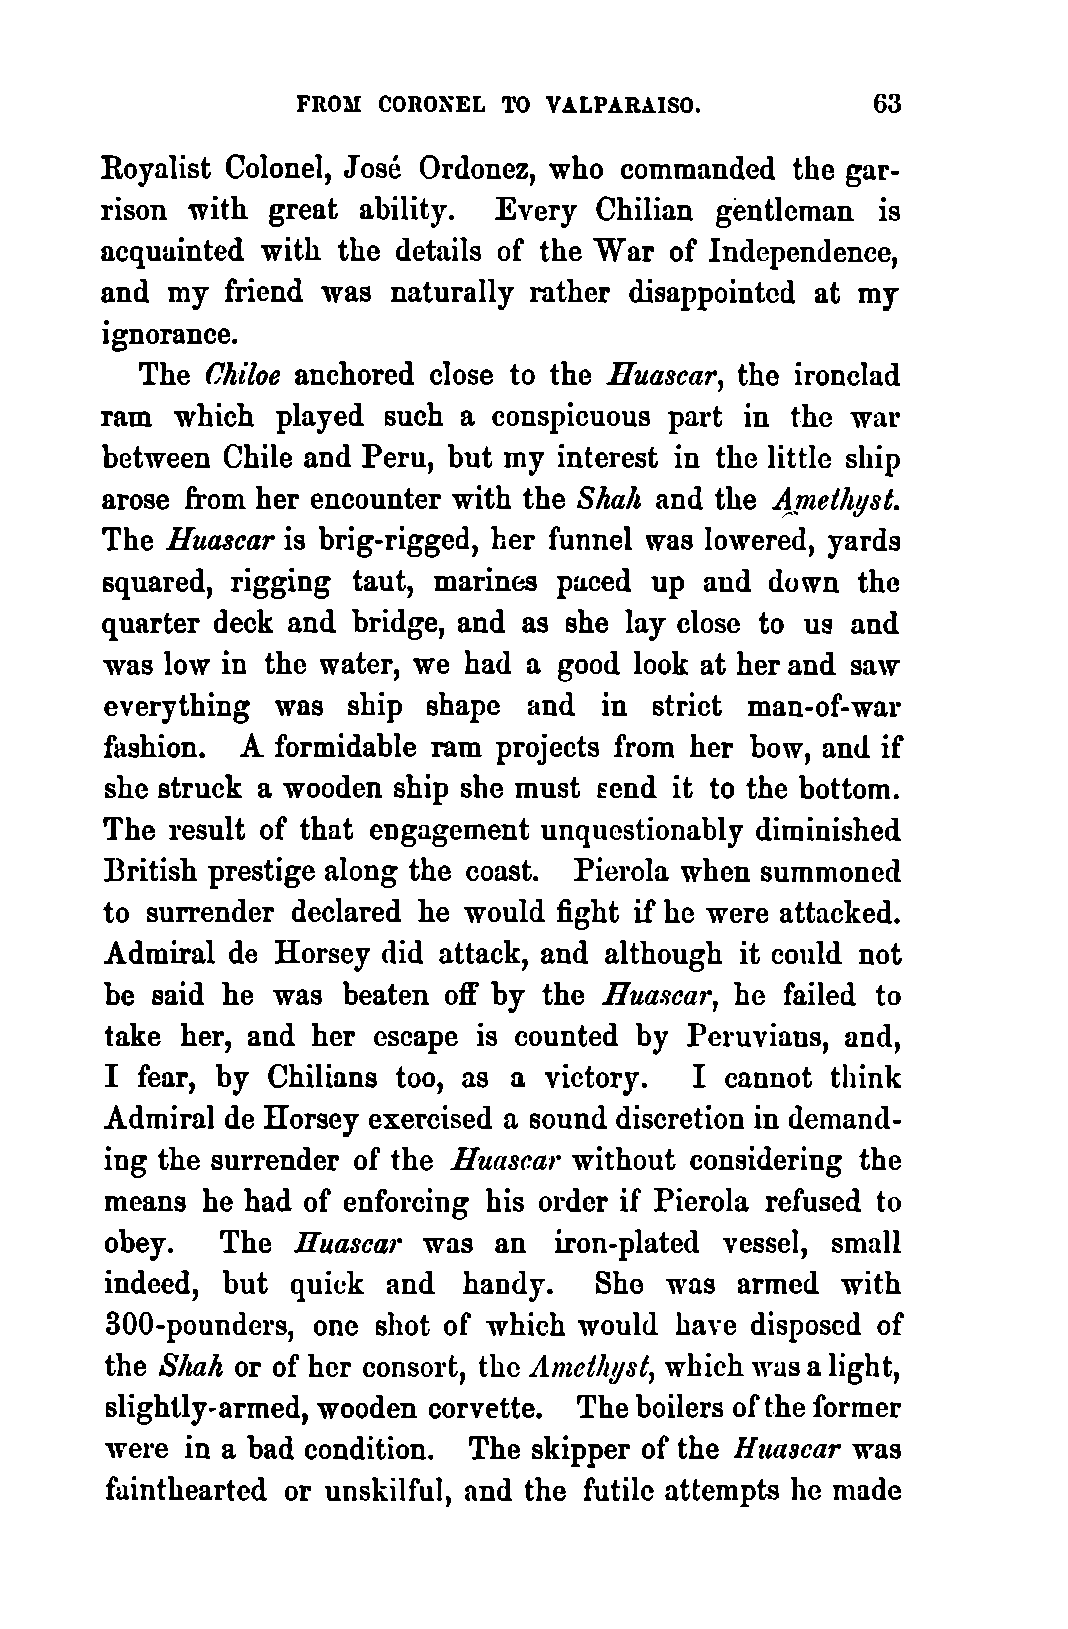 FROM CORONEL TO VALPARAISO. 63
Royalist Colonel, José Ordonez, who commanded the gar-
rison with great ability. Every Chilian gentleman is
acquainted with the details of the War of Independence,
and my friend was naturally rather disappointed at my
ignorance.
The Chiloe anchored close to the Huascar, the ironclad
ram which played such a conspicuous part in the war
between Chile and Peru, but my interest in the little ship
arose from her encounter with the Shah and the Amethyst.
The Huascar is brig-rigged, her funnel was lowered, yards
squared, rigging taut, marines paced up and down the
quarter deck and bridge, and as she lay close to us and
was low in the water, we had a good look at her and saw
everything was ship shape and in strict man-of-war
fashion. A formidable ram projects from her bow, and if
she struck a wooden ship she must send it to the bottom.
The result of that engagement unquestionably diminished
British prestige along the coast. Pierola when summoned
to surrender declared he would fight if he were attacked.
Admiral de Horsey did attack, and although it could not
be said he was beaten off by the Huascar, he failed to
take her, and her escape is counted by Peruvians, and,
I fear, by Chilians too, as a victory. I cannot think
Admiral de Horsey exercised a sound discretion in demand-
ing the surrender of the Huascar without considering the
means he had of enforcing his order if Pierola refused to
obey. The Huascar was an iron-plated vessel, small
indeed, but quick and handy. She was armed with
300-pounders, one shot of which would have disposed of
the Shah or of her consort, the Amethyst, which was a light,
slightly-armed, wooden corvette. The boilers of the former
were in a bad condition. The skipper of the Huascar was
fainthearted or unskilful, and the futile attempts he made